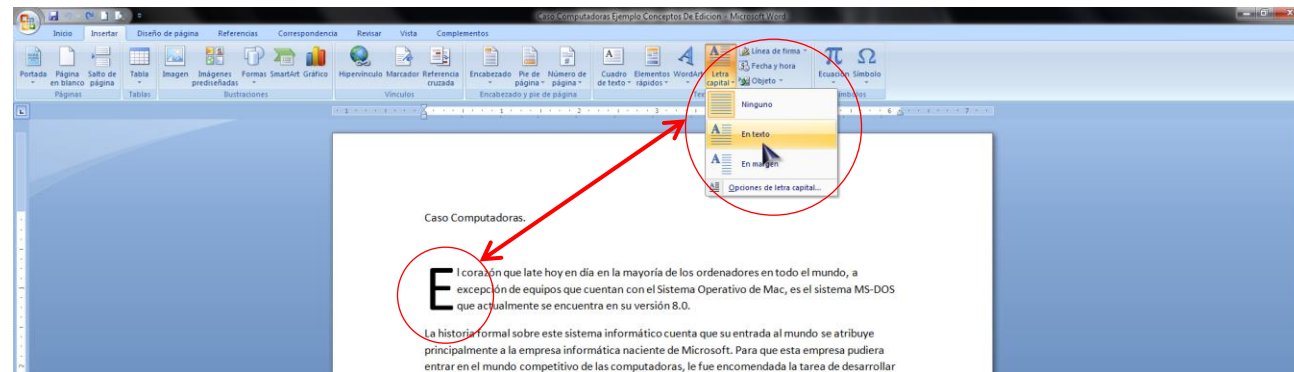 Caso Computadoras Ejemplo Conceptos De Edicion - Microsoft Word
Inicio Insertar Diseño de página Referencias Correspondencia Revisar Vista Complementos
Portada Página en blanco Salto de página Tabla Imagen Imágenes prediseñadas Formas SmartArt Gráfico Hipervínculo Marcador Referencia cruzada Encabezado Pie de página Número de página Cuadro de texto Elementos rápidos WordArt Letra capital Línea de firma Fecha y hora Objeto Ecuación Símbolo
Páginas Tablas Ilustraciones Vínculos Encabezado y pie de página
Ninguno
En texto
En margen
Opciones de letra capital...
Caso Computadoras.
El corazón que late hoy en día en la mayoría de los ordenadores en todo el mundo, a
excepción de equipos que cuentan con el Sistema Operativo de Mac, es el sistema MS-DOS
que actualmente se encuentra en su versión 8.0.
La historia formal sobre este sistema informático cuenta que su entrada al mundo se atribuye
principalmente a la empresa informática naciente de Microsoft. Para que esta empresa pudiera
entrar en el mundo competitivo de las computadoras, le fue encomendada la tarea de desarrollar